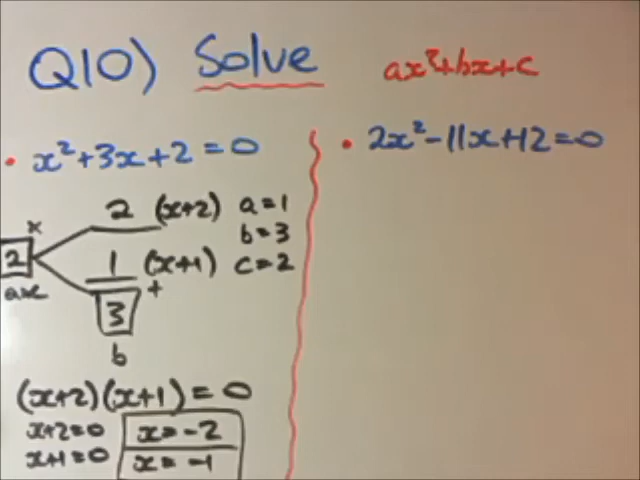 Q10) Solve
ax²+bx+c
• x²+3x+2=0
x
2 (x+2) a=1
b=3
2
1 (x+1) c=2
axc
+
3
b
(x+2)(x+1)=0
x+2=0 x=-2
x+1=0 x=-1
• 2x²-11x+12=0